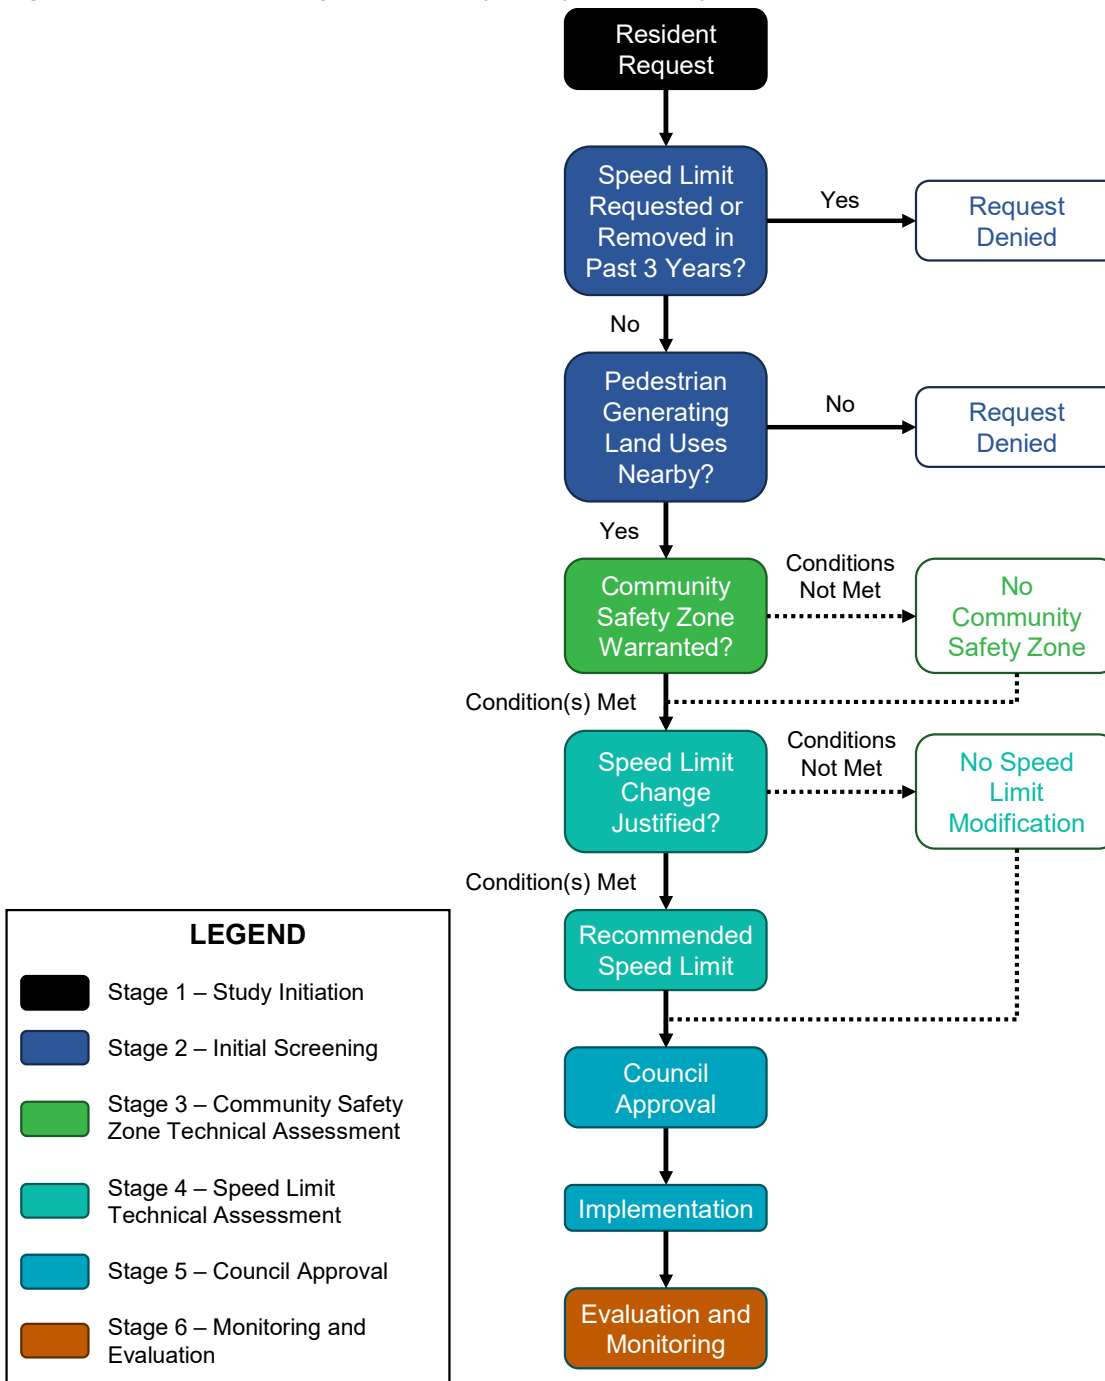 Resident
Request
Speed Limit
Requested or
Removed in
Past 3 Years?
Yes
Request
Denied
No
Pedestrian
Generating
Land Uses
Nearby?
No
Request
Denied
Yes
Community
Safety Zone
Warranted?
Conditions
Not Met
No
Community
Safety Zone
Condition(s) Met
Speed Limit
Change
Justified?
Conditions
Not Met
No Speed
Limit
Modification
Condition(s) Met
Recommended
Speed Limit
Council
Approval
Implementation
Evaluation and
Monitoring
LEGEND
Stage 1 – Study Initiation
Stage 2 – Initial Screening
Stage 3 – Community Safety
Zone Technical Assessment
Stage 4 – Speed Limit
Technical Assessment
Stage 5 – Council Approval
Stage 6 – Monitoring and
Evaluation